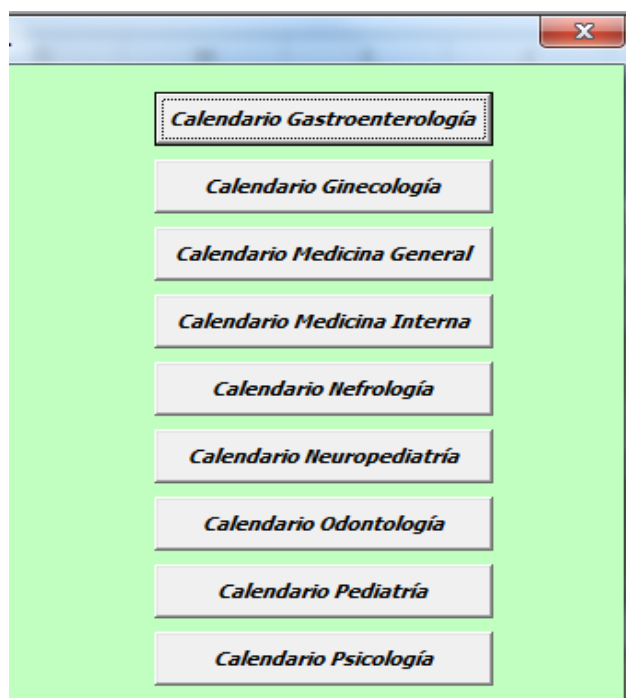 Calendario Gastroenterología
Calendario Ginecología
Calendario Medicina General
Calendario Medicina Interna
Calendario Nefrología
Calendario Neuropediatría
Calendario Odontología
Calendario Pediatría
Calendario Psicología